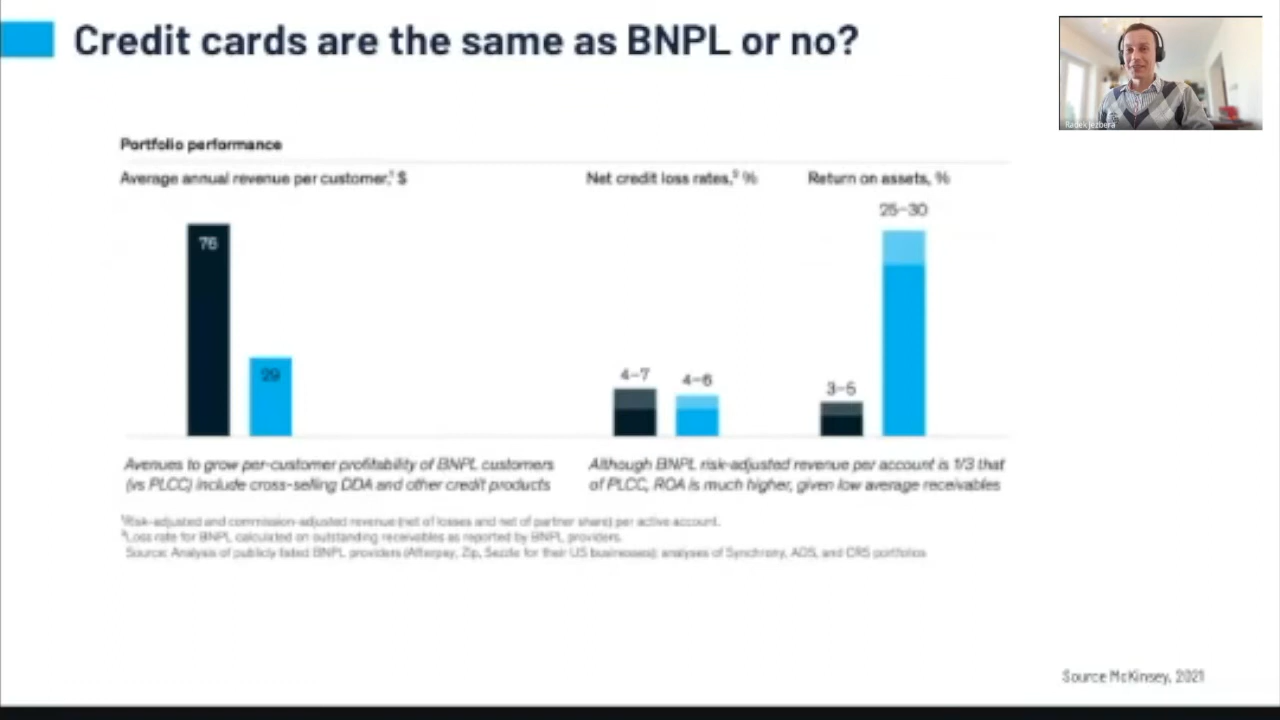 Credit cards are the same as BNPL or no?
Radek Jezbera
Portfolio performance
Average annual revenue per customer,¹ $
Net credit loss rates,² %
Return on assets, %
25–30
76
29
4–7
4–6
3–5
Avenues to grow per-customer profitability of BNPL customers
(vs PLCC) include cross-selling DDA and other credit products
Although BNPL risk-adjusted revenue per account is 1/3 that
of PLCC, ROA is much higher, given low average receivables
¹Risk-adjusted and commission-adjusted revenue (net of losses and net of partner share) per active account.
²Loss rate for BNPL calculated on outstanding receivables as reported by BNPL providers.
Source: Analysis of publicly listed BNPL providers (Afterpay, Zip, Sezzle for their US businesses); analyses of Synchrony, ADS, and CRS portfolios
Source McKinsey, 2021